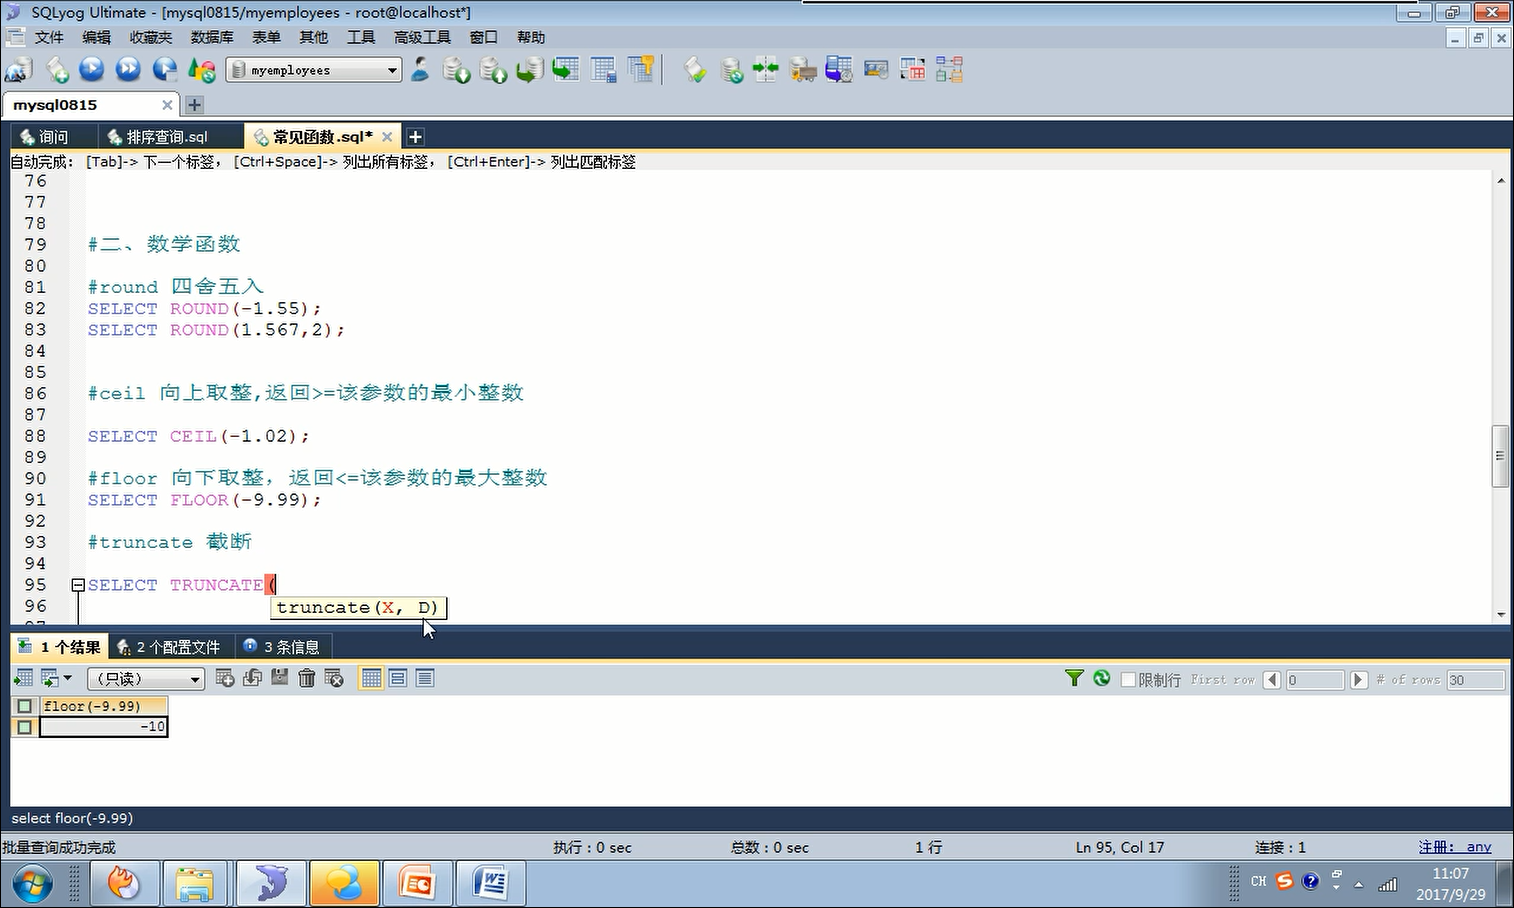 SQLyog Ultimate - [mysql0815/myemployees - root@localhost*]
文件 编辑 收藏夹 数据库 表单 其他 工具 高级工具 窗口 帮助
myemployees
mysql0815
询问 排序查询.sql 常见函数.sql*
自动完成: [Tab]-> 下一个标签, [Ctrl+Space]-> 列出所有标签, [Ctrl+Enter]-> 列出匹配标签
76
77
78
79 #二、数学函数
80
81 #round 四舍五入
82 SELECT ROUND(-1.55);
83 SELECT ROUND(1.567,2);
84
85
86 #ceil 向上取整,返回>=该参数的最小整数
87
88 SELECT CEIL(-1.02);
89
90 #floor 向下取整, 返回<=该参数的最大整数
91 SELECT FLOOR(-9.99);
92
93 #truncate 截断
94
95 SELECT TRUNCATE(
96 truncate(X, D)
1 个结果 2 个配置文件 3 条信息
(只读) 限制行 First row 0 # of rows 30
floor(-9.99)
-10
select floor(-9.99)
批量查询成功完成 执行：0 sec 总数：0 sec 1 行 Ln 95, Col 17 连接：1 注册: any
CH 11:07
2017/9/29